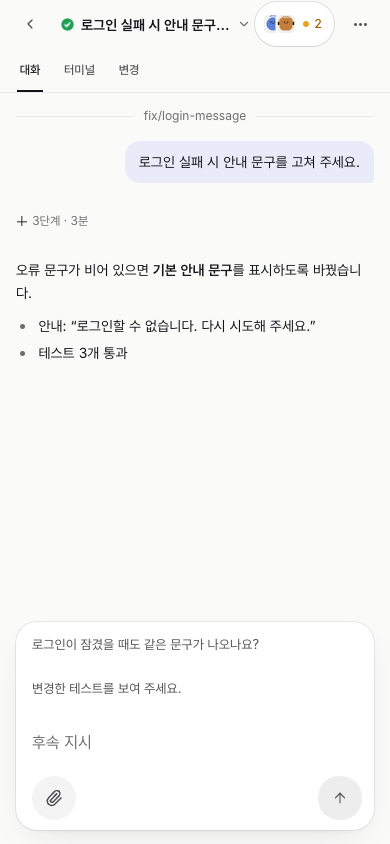 로그인 실패 시 안내 문구...
2
대화 터미널 변경
fix/login-message
로그인 실패 시 안내 문구를 고쳐 주세요.
3단계 · 3분
오류 문구가 비어 있으면 기본 안내 문구를 표시하도록 바꿨습니
다.
• 안내: “로그인할 수 없습니다. 다시 시도해 주세요.”
• 테스트 3개 통과
로그인이 잠겼을 때도 같은 문구가 나오나요?
변경한 테스트를 보여 주세요.
후속 지시